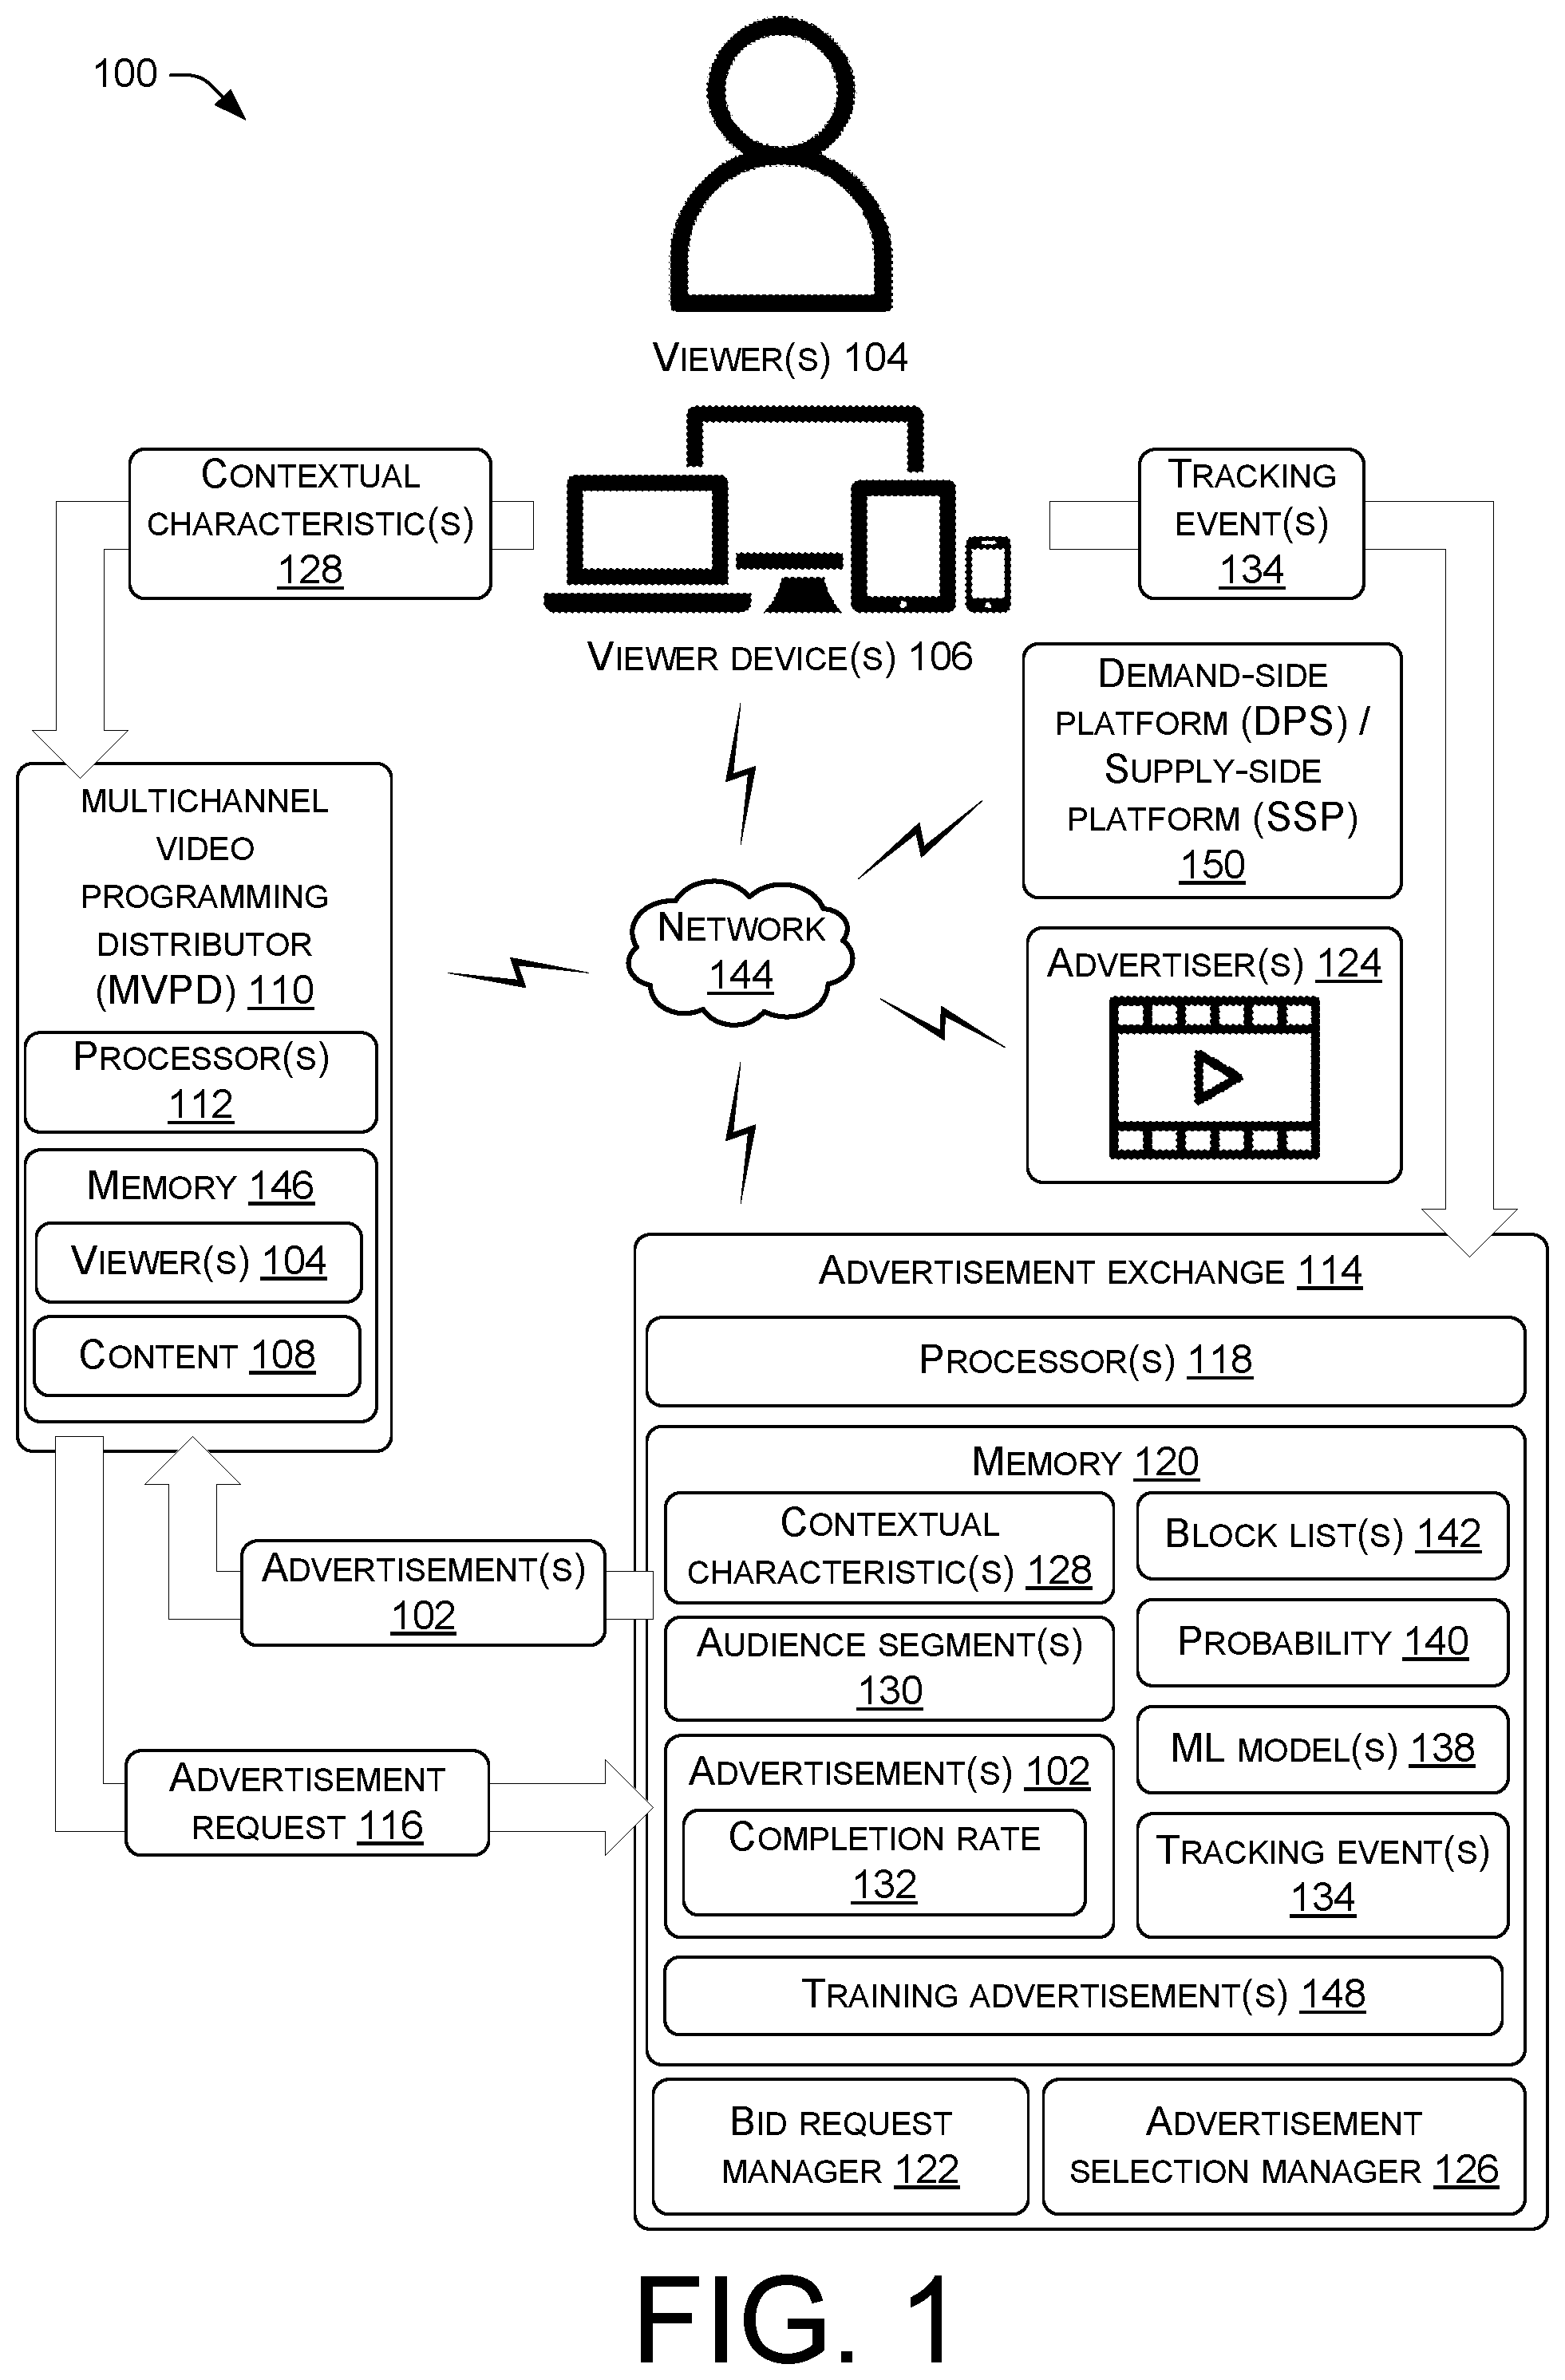 100
Viewer(s) 104
Contextual
characteristic(s)
128
Tracking
event(s)
134
Viewer device(s) 106
Demand-side
platform (DPS) /
Supply-side
platform (SSP)
150
multichannel
video
programming
distributor
(MVPD) 110
Network
144
Advertiser(s) 124
Processor(s)
112
Memory 146
Viewer(s) 104
Content 108
Advertisement exchange 114
Processor(s) 118
Memory 120
Contextual
characteristic(s) 128
Block list(s) 142
Advertisement(s)
102
Audience segment(s)
130
Probability 140
Advertisement(s) 102
ML model(s) 138
Advertisement
request 116
Completion rate
132
Tracking event(s)
134
Training advertisement(s) 148
Bid request
manager 122
Advertisement
selection manager 126
FIG. 1